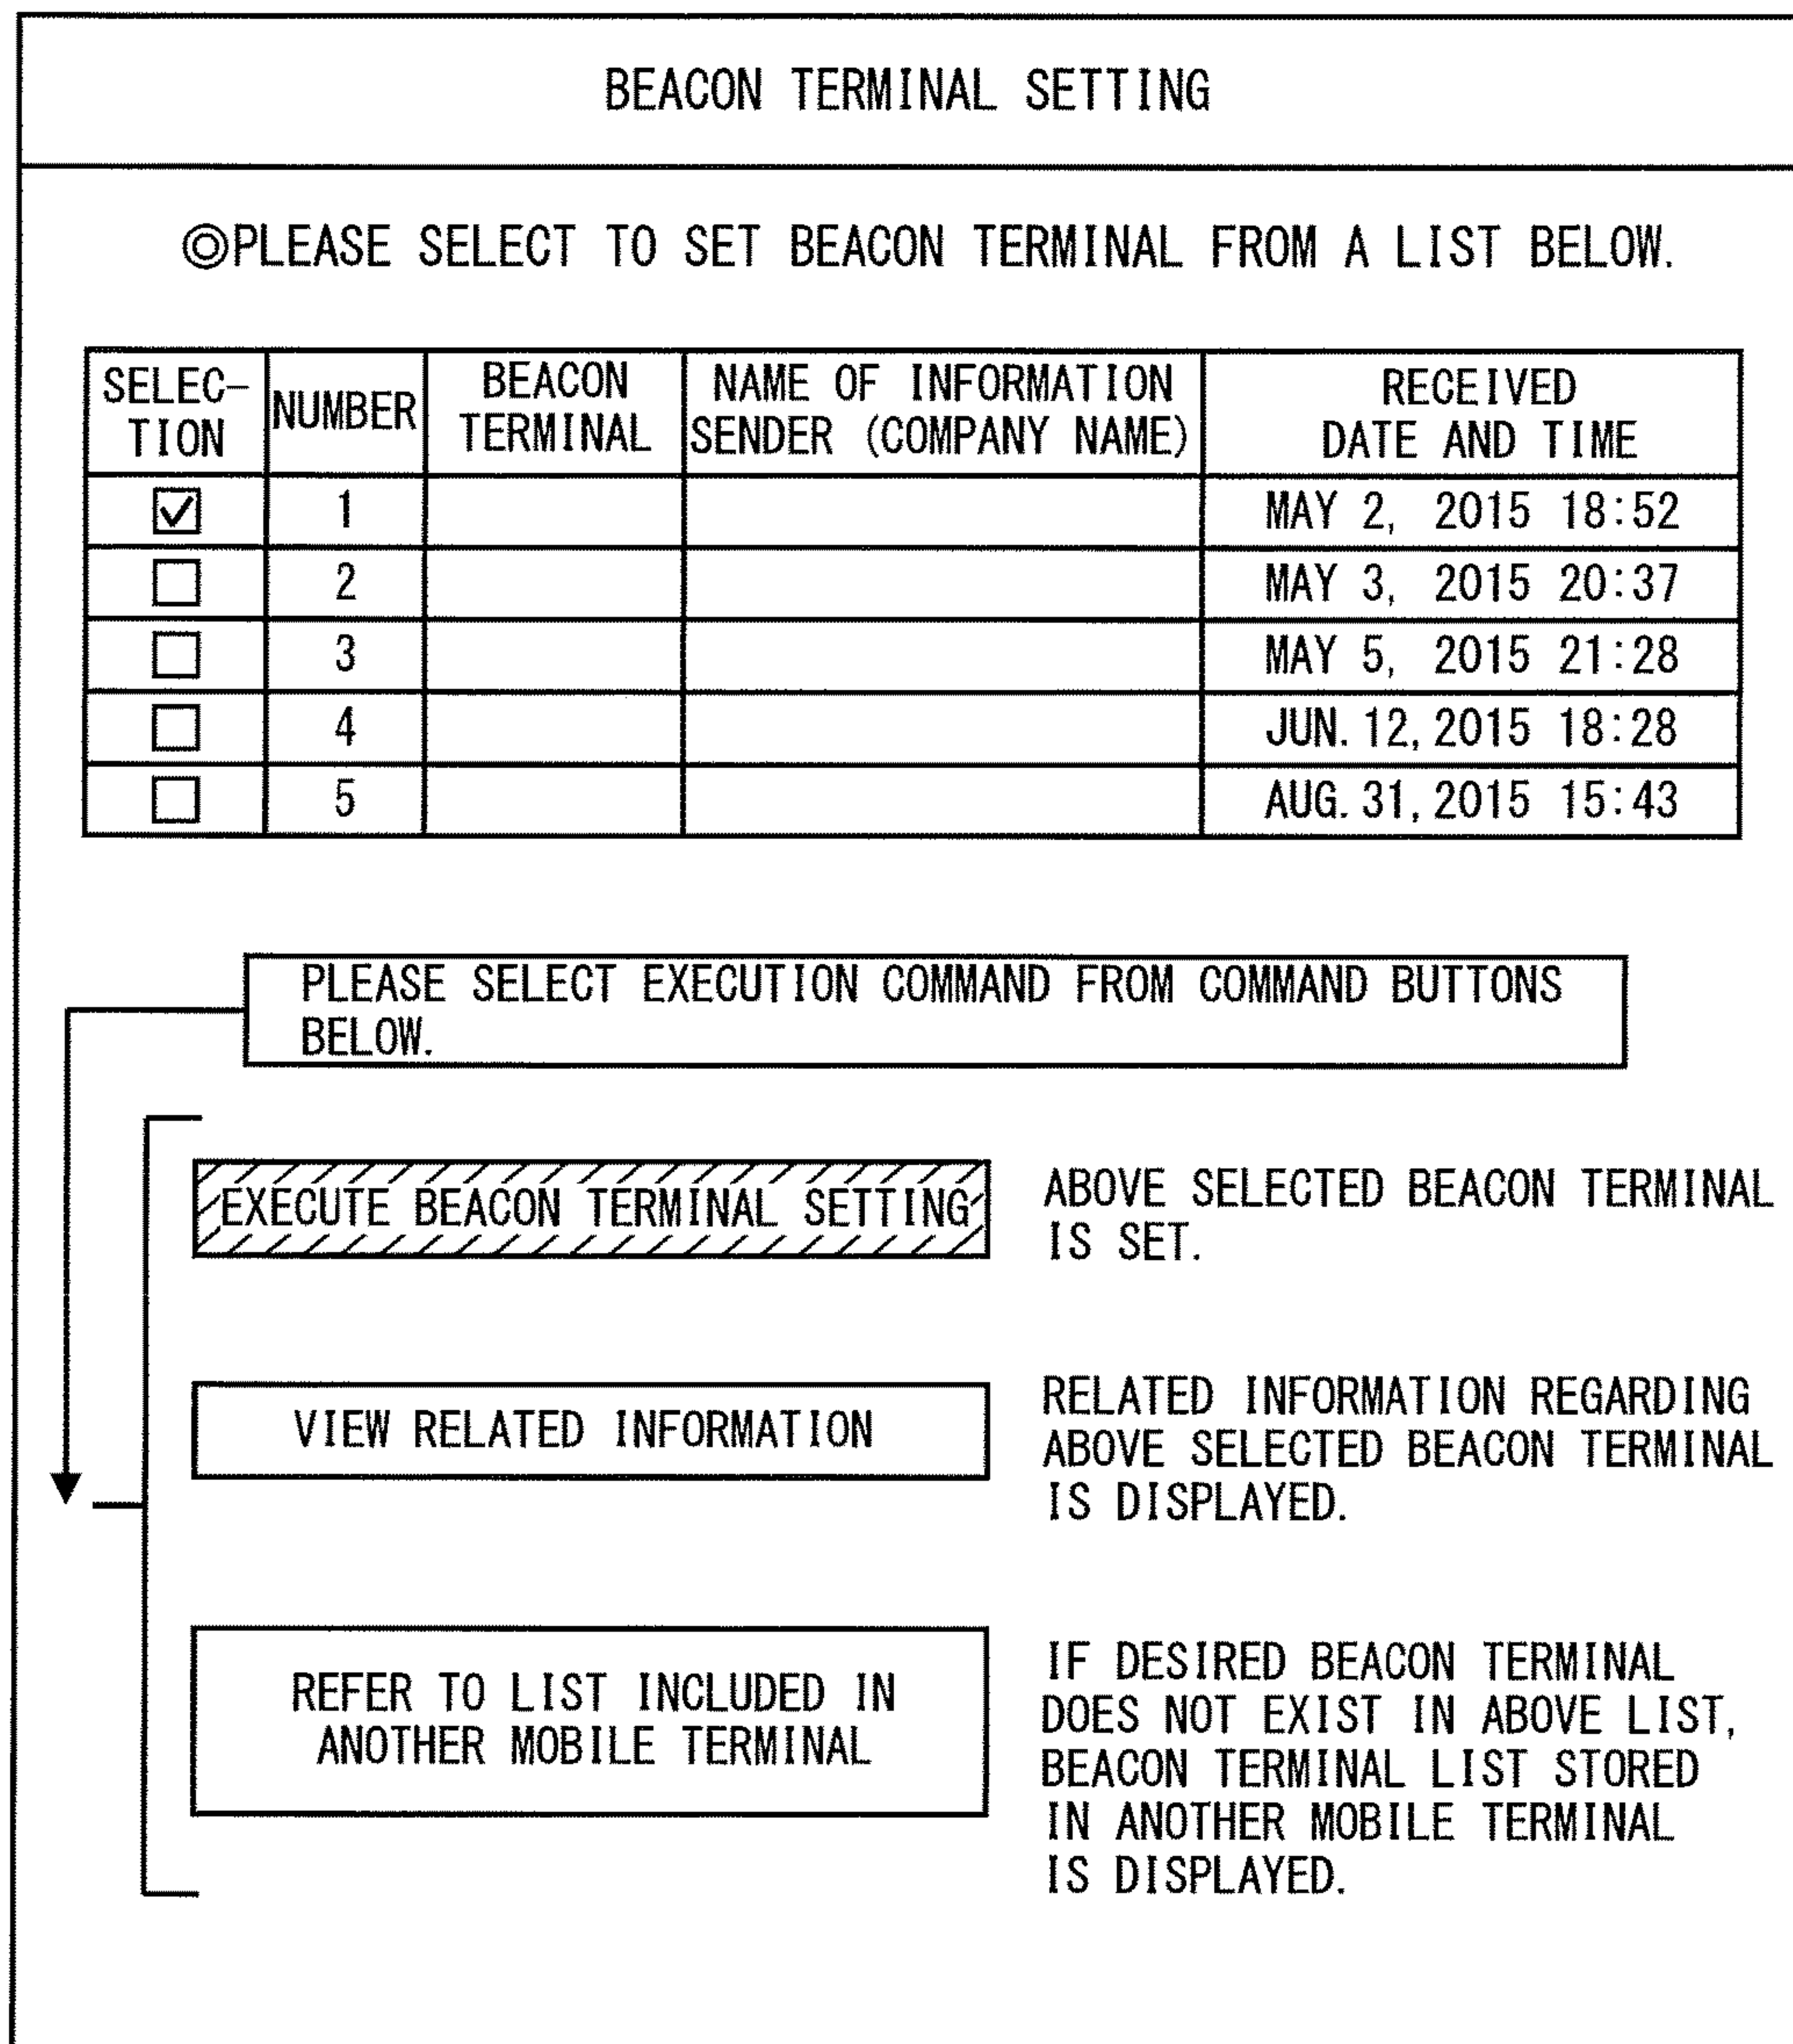 BEACON TERMINAL SETTING
◎PLEASE SELECT TO SET BEACON TERMINAL FROM A LIST BELOW.
SELEC-
TION
NUMBER
BEACON
TERMINAL
NAME OF INFORMATION
SENDER (COMPANY NAME)
RECEIVED
DATE AND TIME
1 MAY 2, 2015 18:52
2 MAY 3, 2015 20:37
3 MAY 5, 2015 21:28
4 JUN. 12, 2015 18:28
5 AUG. 31, 2015 15:43
PLEASE SELECT EXECUTION COMMAND FROM COMMAND BUTTONS
BELOW.
EXECUTE BEACON TERMINAL SETTING
ABOVE SELECTED BEACON TERMINAL
IS SET.
VIEW RELATED INFORMATION
RELATED INFORMATION REGARDING
ABOVE SELECTED BEACON TERMINAL
IS DISPLAYED.
REFER TO LIST INCLUDED IN
ANOTHER MOBILE TERMINAL
IF DESIRED BEACON TERMINAL
DOES NOT EXIST IN ABOVE LIST,
BEACON TERMINAL LIST STORED
IN ANOTHER MOBILE TERMINAL
IS DISPLAYED.